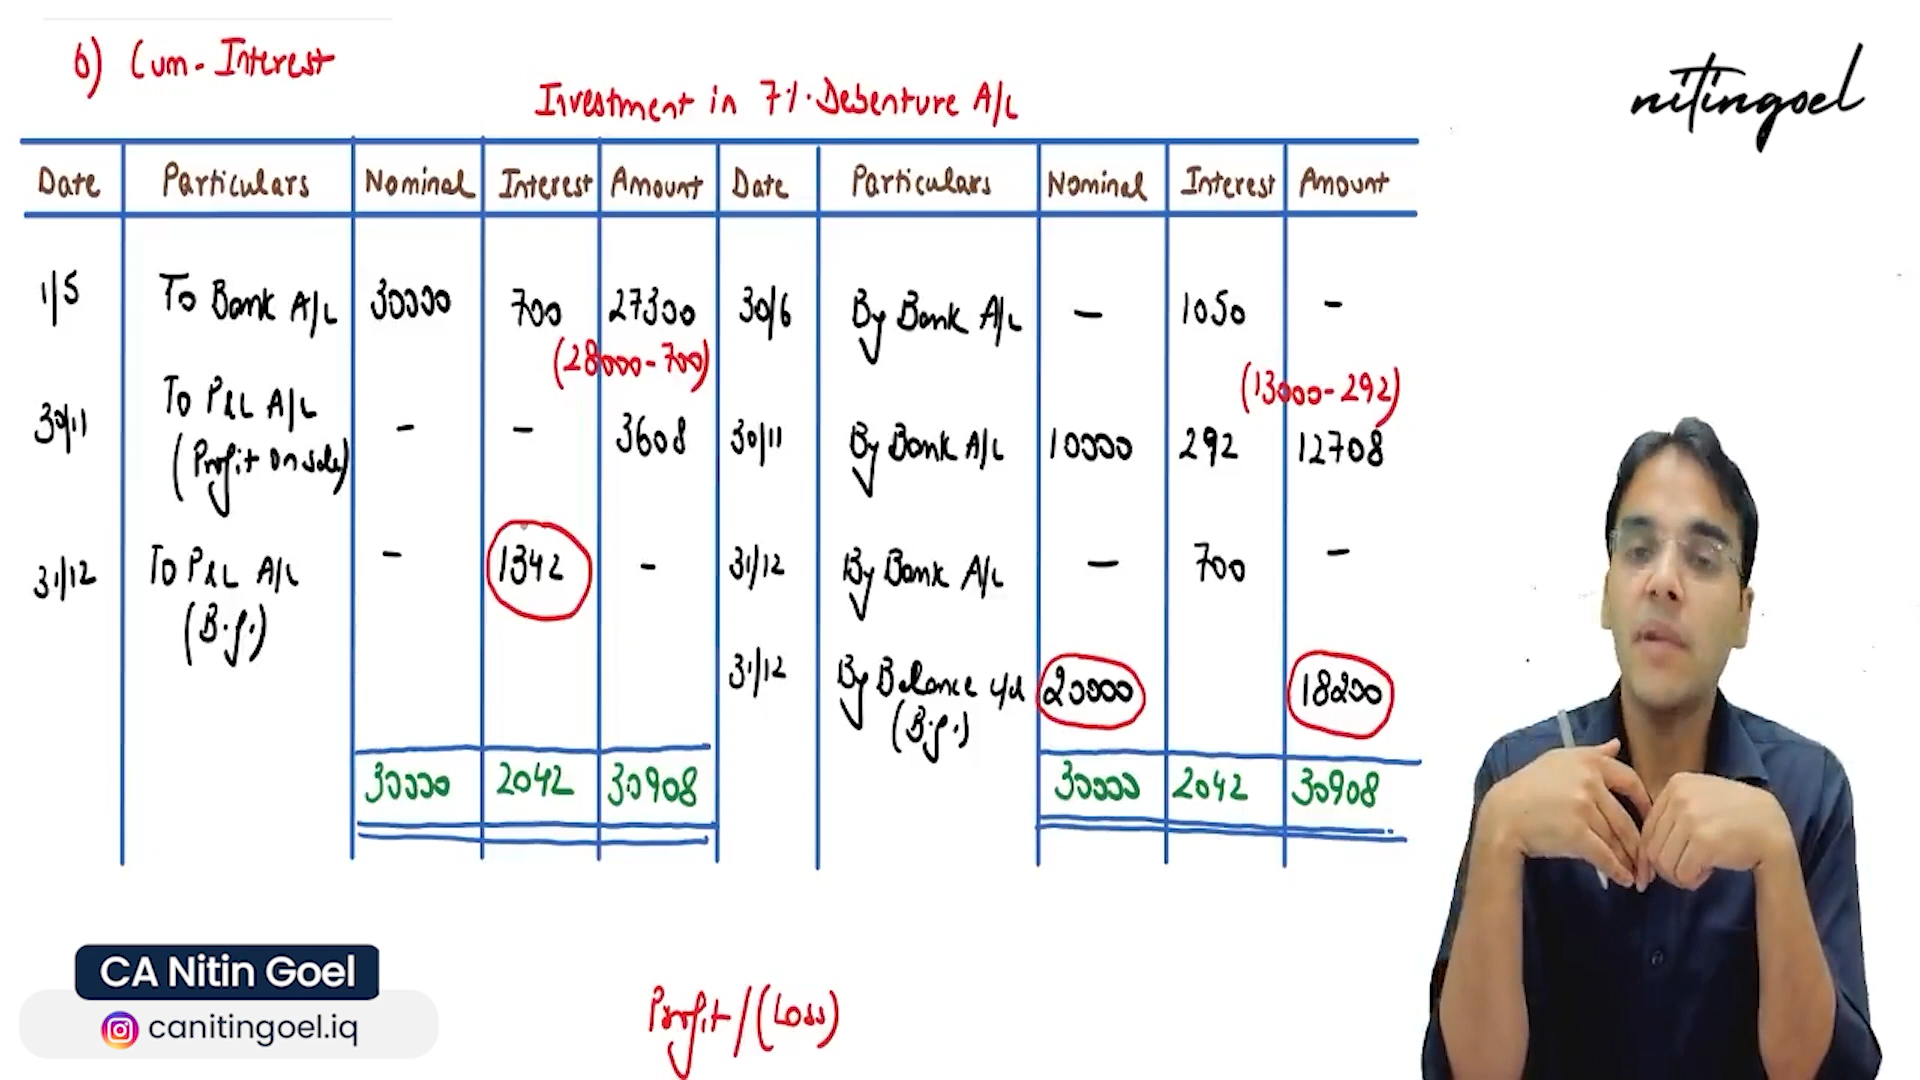 b) Cum-Interest
nitingoel
Investment in 7%. Debenture A/c
Date Particulars Nominal Interest Amount Date Particulars Nominal Interest Amount
1/5 To Bank A/c 30000 700 27300 30/6 By Bank A/c - 1050 -
(28000-700)
(13000-292)
30/11 To P&L A/c - - 3608 30/11 By Bank A/c 10000 292 12708
(Profit on sale)
31/12 To P&L A/c - 1342 - 31/12 By Bank A/c - 700 -
(B.f.)
31/12 By Balance c/d 20000 18200
(B.f.)
30000 2042 30908 30000 2042 30908
CA Nitin Goel
canitingoel.iq
Profit/(Loss)